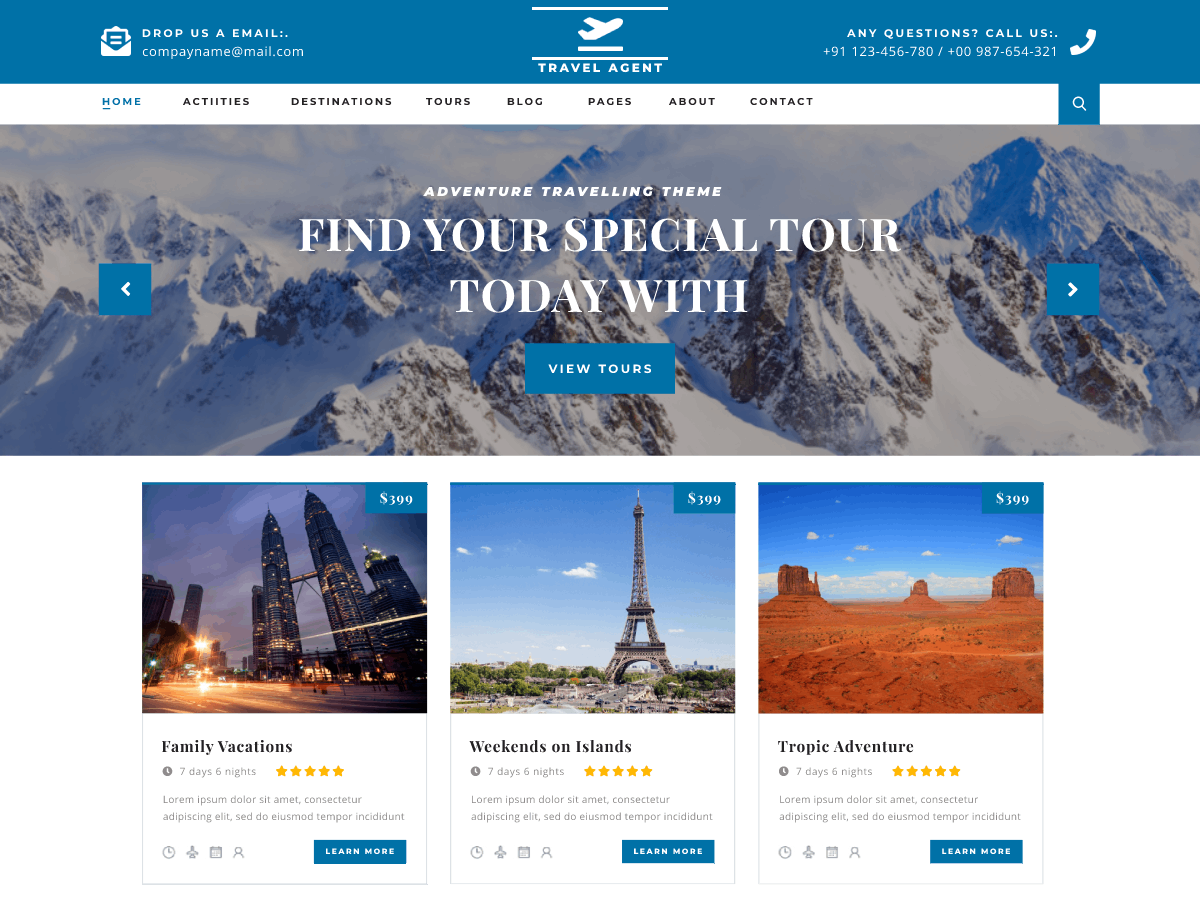 DROP US A EMAIL:.
compayname@mail.com
TRAVEL AGENT
ANY QUESTIONS? CALL US:.
+91 123-456-780 / +00 987-654-321
HOME ACTIITIES DESTINATIONS TOURS BLOG PAGES ABOUT CONTACT
ADVENTURE TRAVELLING THEME
FIND YOUR SPECIAL TOUR
TODAY WITH
VIEW TOURS
$399
Family Vacations
7 days 6 nights
Lorem ipsum dolor sit amet, consectetur
adipiscing elit, sed do eiusmod tempor incididunt
LEARN MORE
$399
Weekends on Islands
7 days 6 nights
Lorem ipsum dolor sit amet, consectetur
adipiscing elit, sed do eiusmod tempor incididunt
LEARN MORE
$399
Tropic Adventure
7 days 6 nights
Lorem ipsum dolor sit amet, consectetur
adipiscing elit, sed do eiusmod tempor incididunt
LEARN MORE